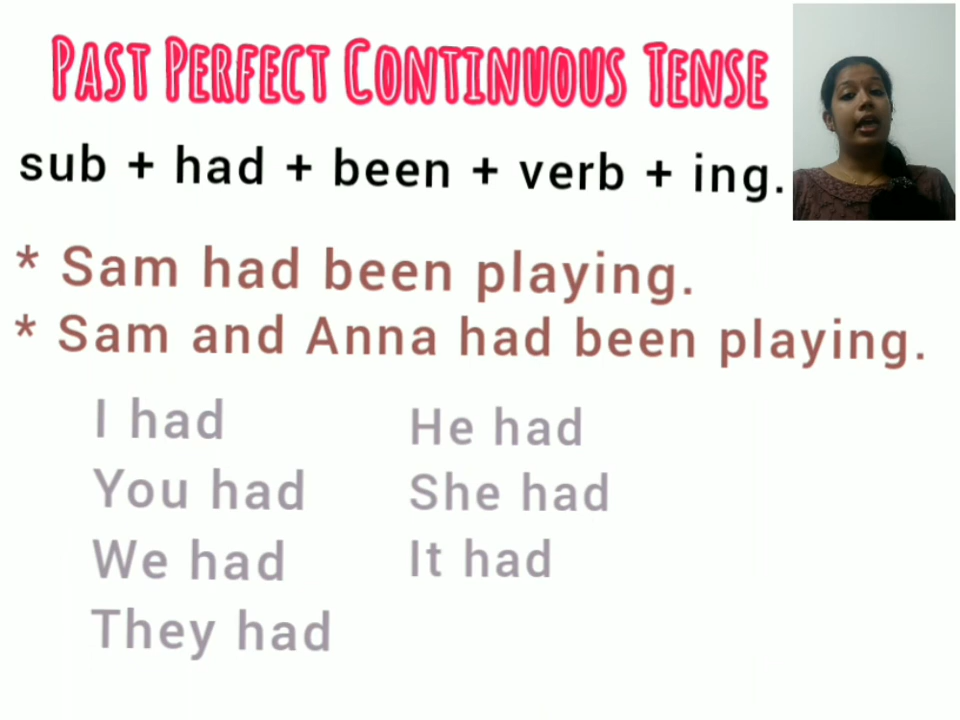 PAST PERFECT CONTINUOUS TENSE
sub + had + been + verb + ing.
* Sam had been playing.
* Sam and Anna had been playing.
I had
You had
We had
They had
He had
She had
It had